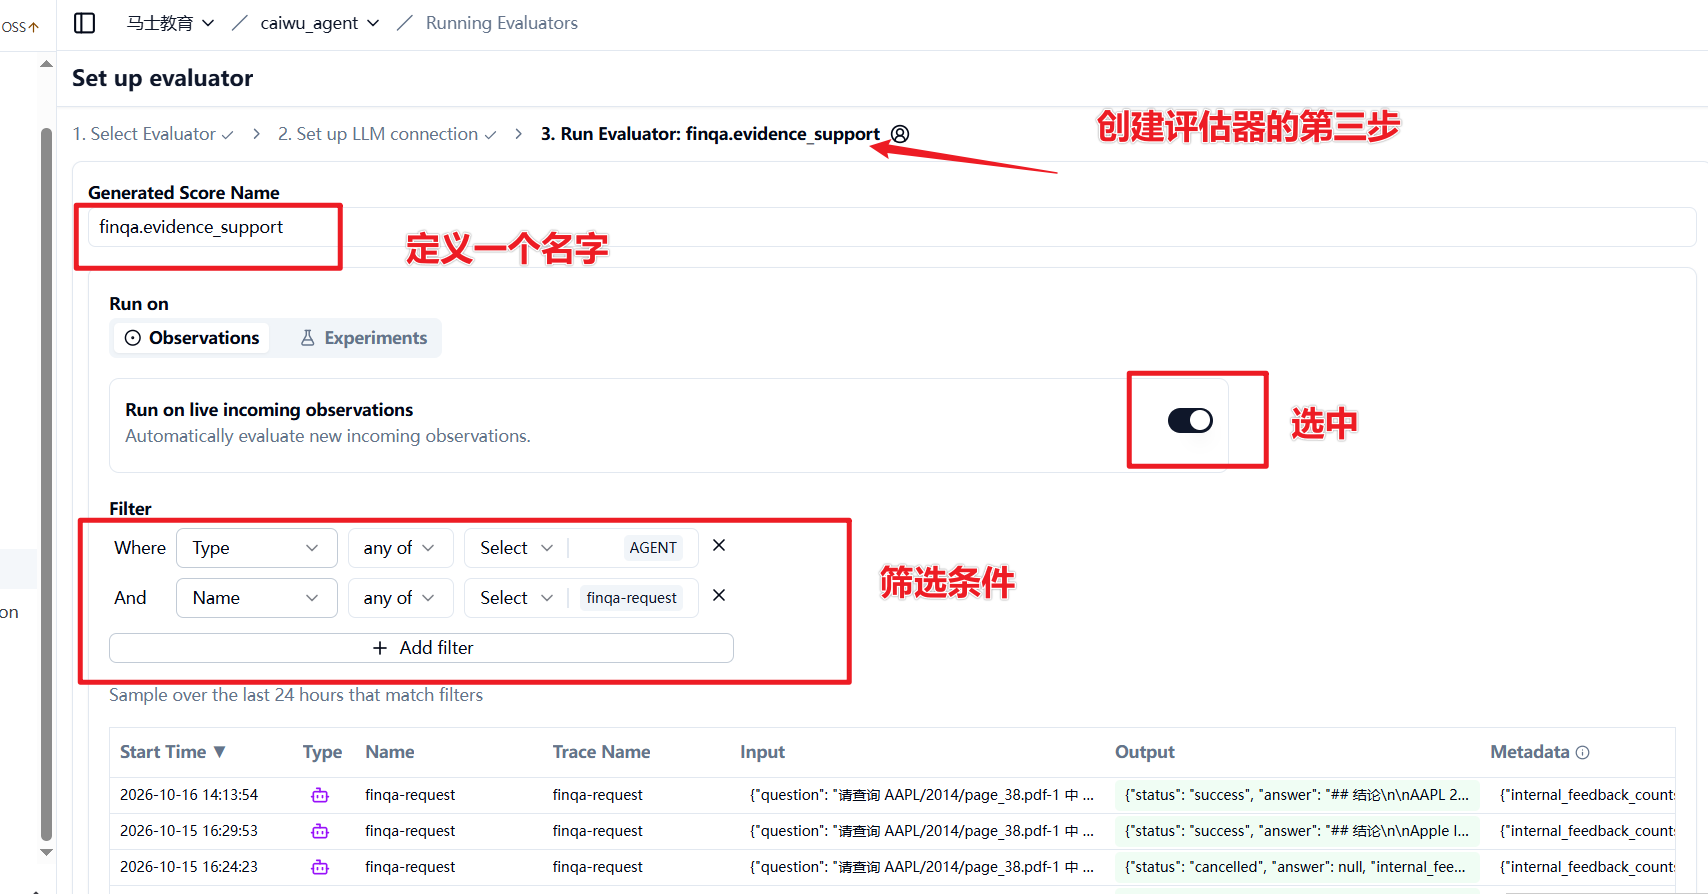 OSS↑
马士教育 / caiwu_agent / Running Evaluators
Set up evaluator
1. Select Evaluator ✓ > 2. Set up LLM connection ✓ > 3. Run Evaluator: finqa.evidence_support
创建评估器的第三步
Generated Score Name
finqa.evidence_support
定义一个名字
Run on
Observations Experiments
Run on live incoming observations
Automatically evaluate new incoming observations.
选中
Filter
Where Type any of Select AGENT
And Name any of Select finqa-request
筛选条件
+ Add filter
Sample over the last 24 hours that match filters
Start Time ▼ Type Name Trace Name Input Output Metadata
2026-10-16 14:13:54 finqa-request finqa-request {"question": "请查询 AAPL/2014/page_38.pdf-1 中 ... {"status": "success", "answer": "## 结论\n\nAAPL 2... {"internal_feedback_counts
2026-10-15 16:29:53 finqa-request finqa-request {"question": "请查询 AAPL/2014/page_38.pdf-1 中 ... {"status": "success", "answer": "## 结论\n\nApple I... {"internal_feedback_counts
2026-10-15 16:24:23 finqa-request finqa-request {"question": "请查询 AAPL/2014/page_38.pdf-1 中 ... {"status": "cancelled", "answer": null, "internal_fee... {"internal_feedback_counts
on